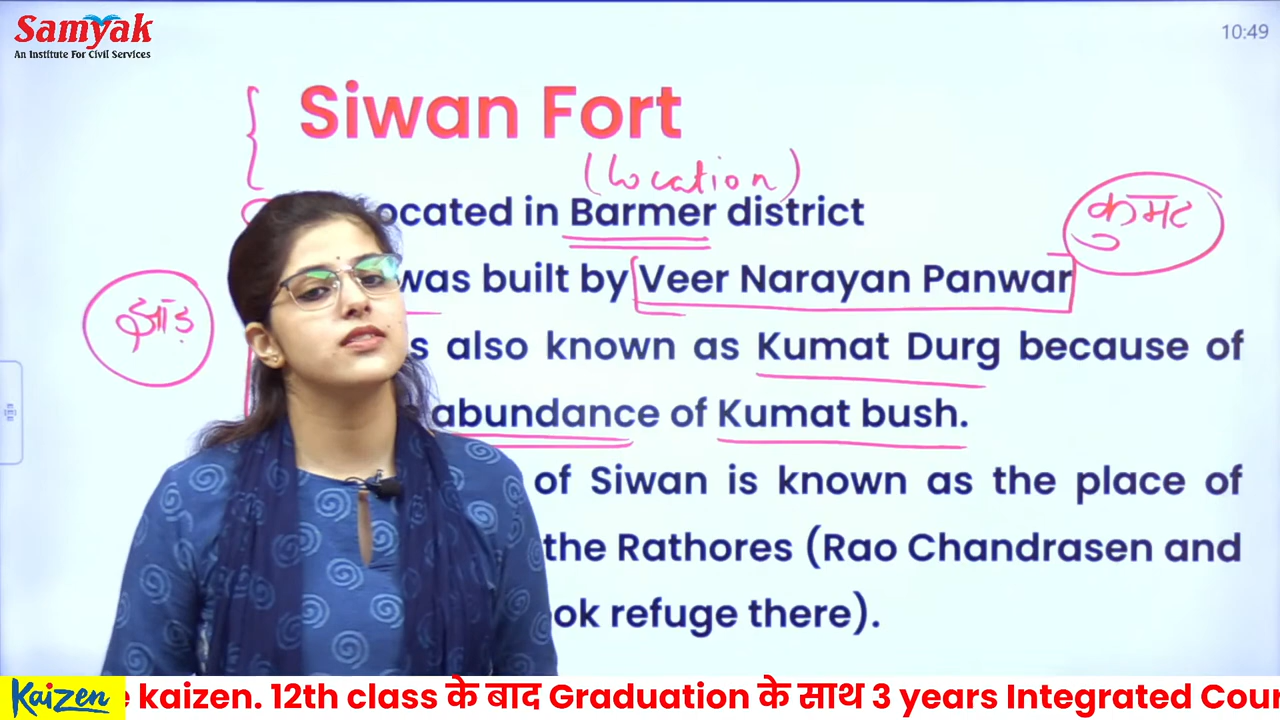 Samyak
An Institute For Civil Services
10:49
Siwan Fort
(location)
ocated in Barmer district
कुमट
was built by Veer Narayan Panwar
झाड़
s also known as Kumat Durg because of
abundance of Kumat bush.
of Siwan is known as the place of
the Rathores (Rao Chandrasen and
ok refuge there).
Kaizen
e kaizen. 12th class के बाद Graduation के साथ 3 years Integrated Cour